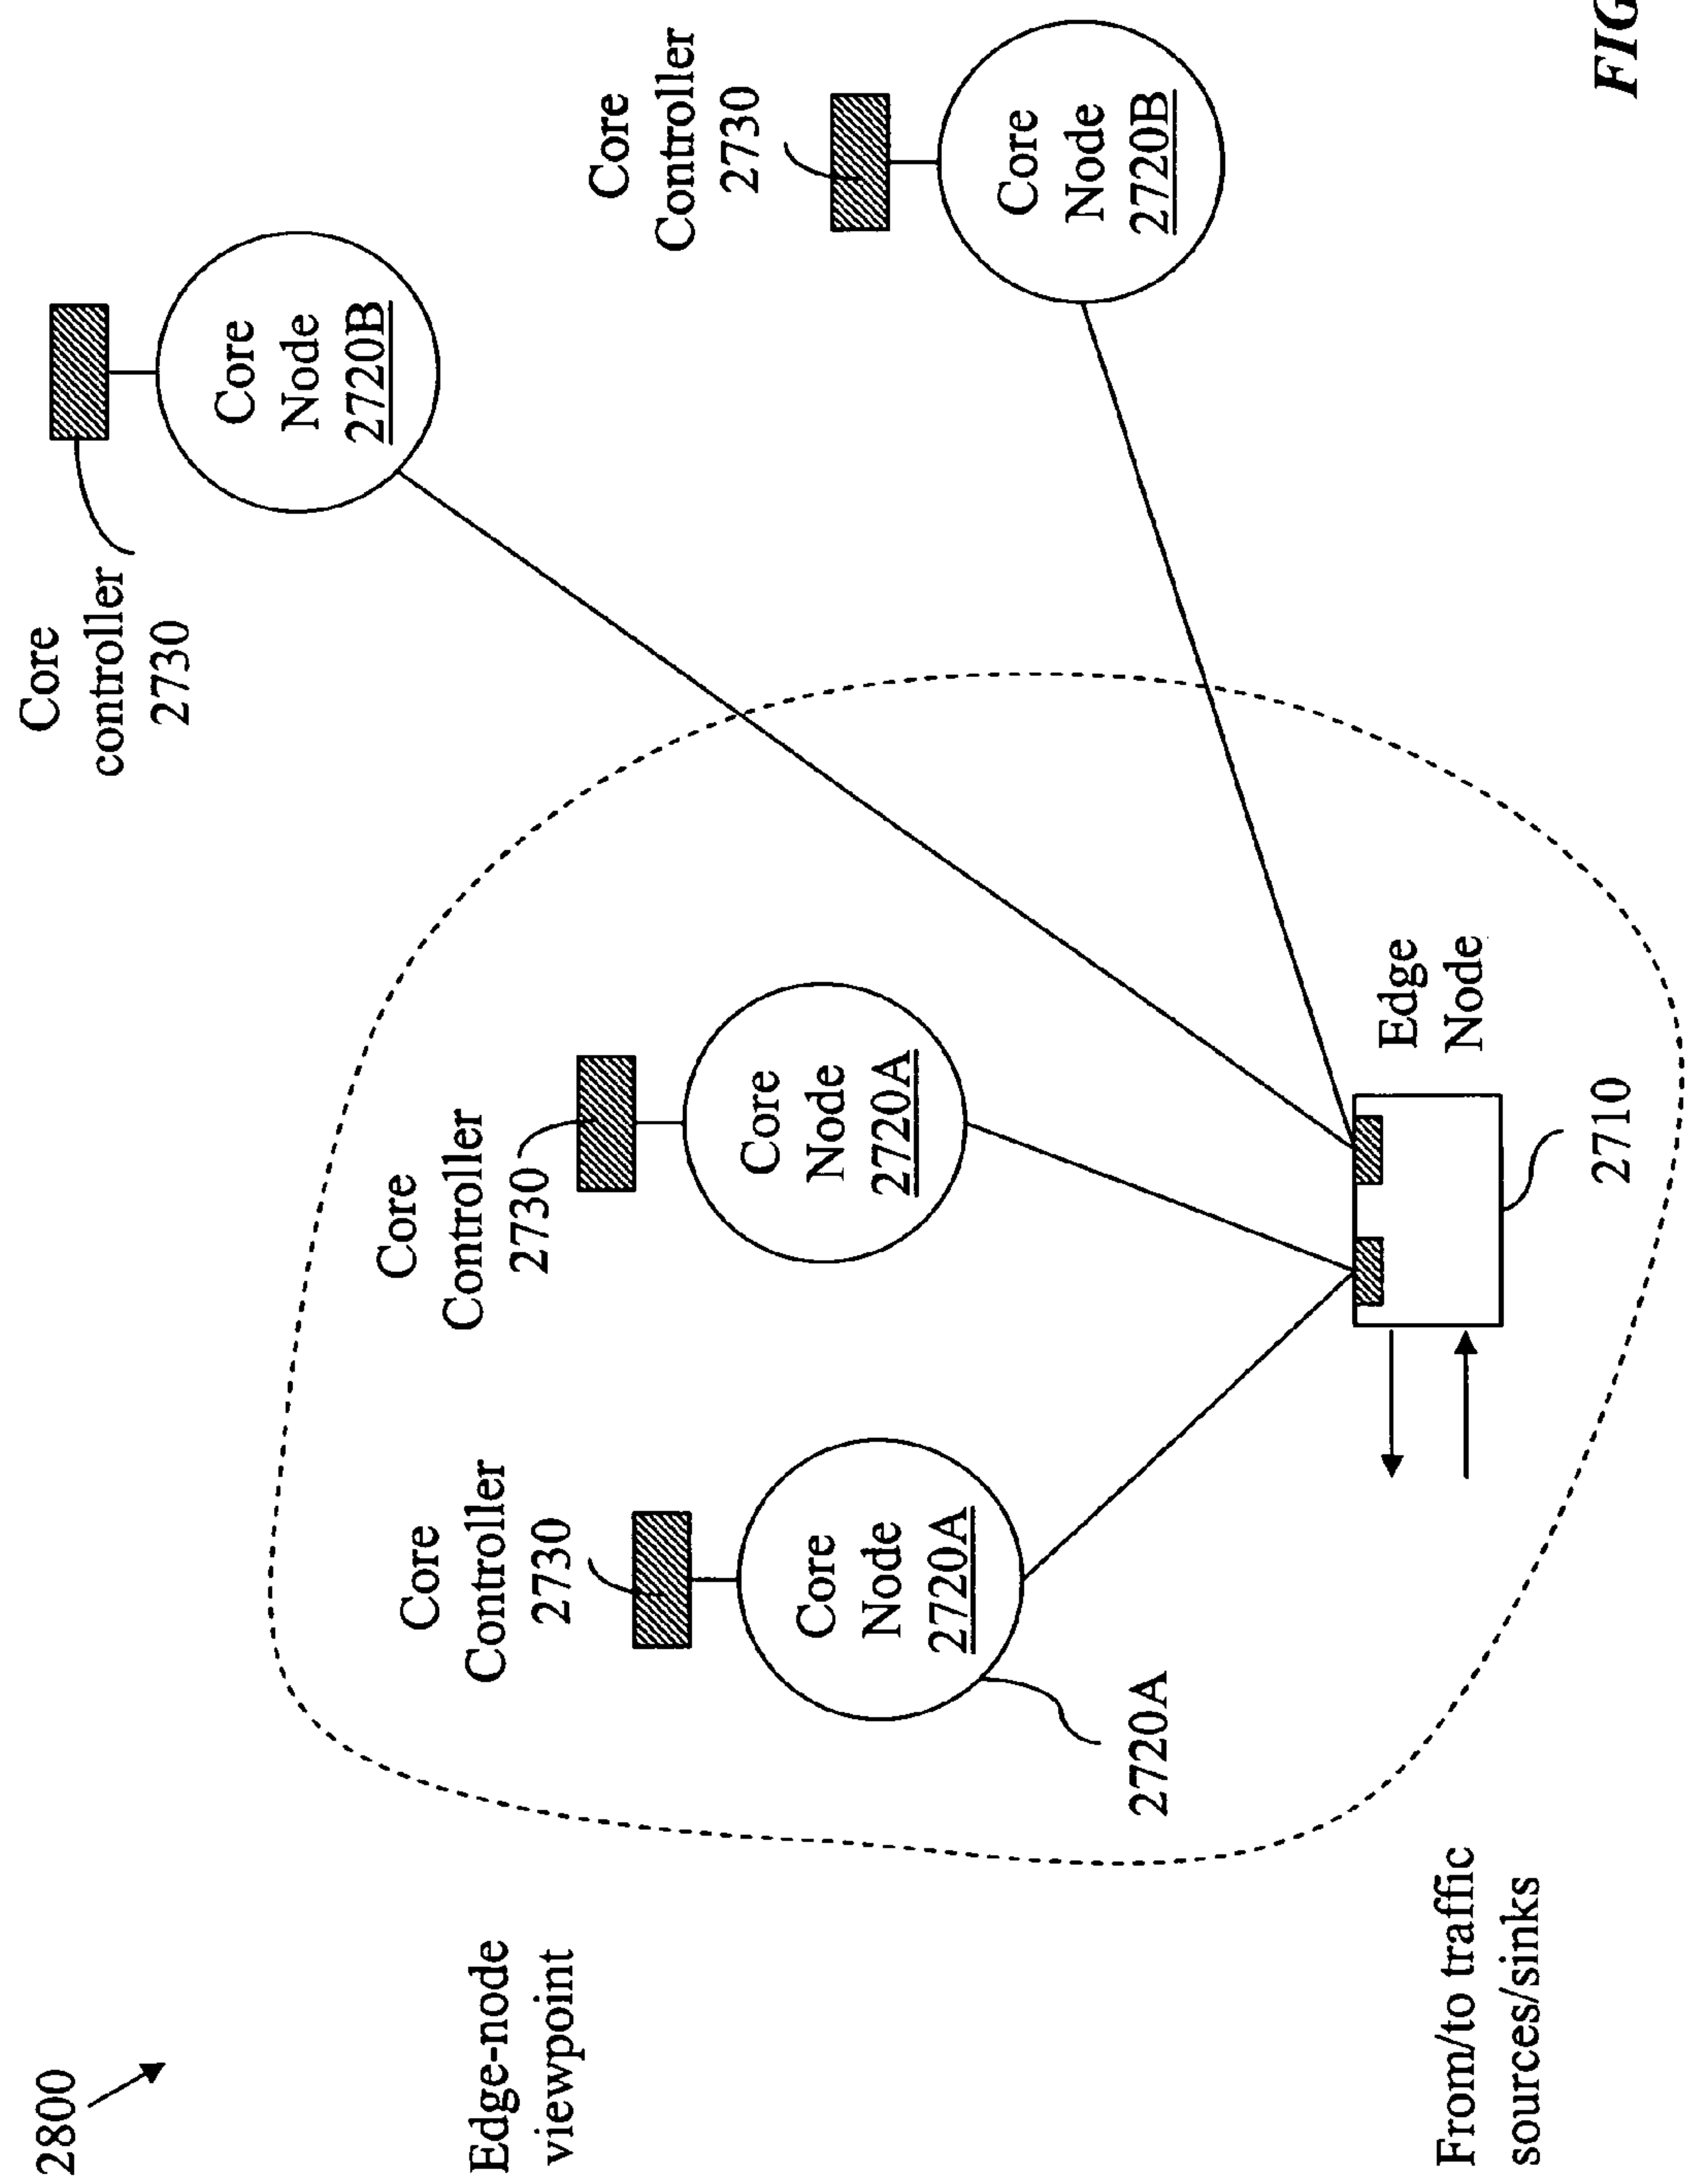 2800
Edge-node
viewpoint
From/to traffic
sources/sinks
Core
Controller
2730
Core
Node
2720A
2720A
Core
Controller
2730
Core
Node
2720A
Core
controller
2730
Core
Node
2720B
Core
Controller
2730
Core
Node
2720B
Edge
Node
2710
FIG